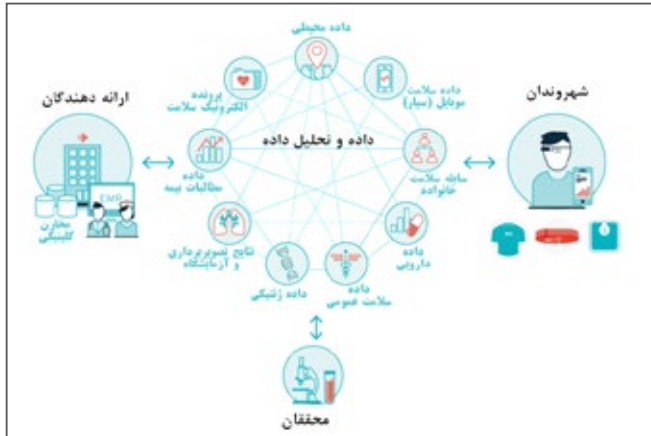 داده محیطی
پرونده
الکترونیک سلامت
داده سلامت
موبایل (سیار)
ارائه دهندگان
شهروندان
داده و تحلیل داده
داده
مطالبات بیمه
سابقه سلامت
خانواده
EMR
مخازن
کلینیکی
نتایج تصویربرداری
و آزمایشگاه
داده ژنتیکی
داده
سلامت عمومی
داده
دارویی
محققان